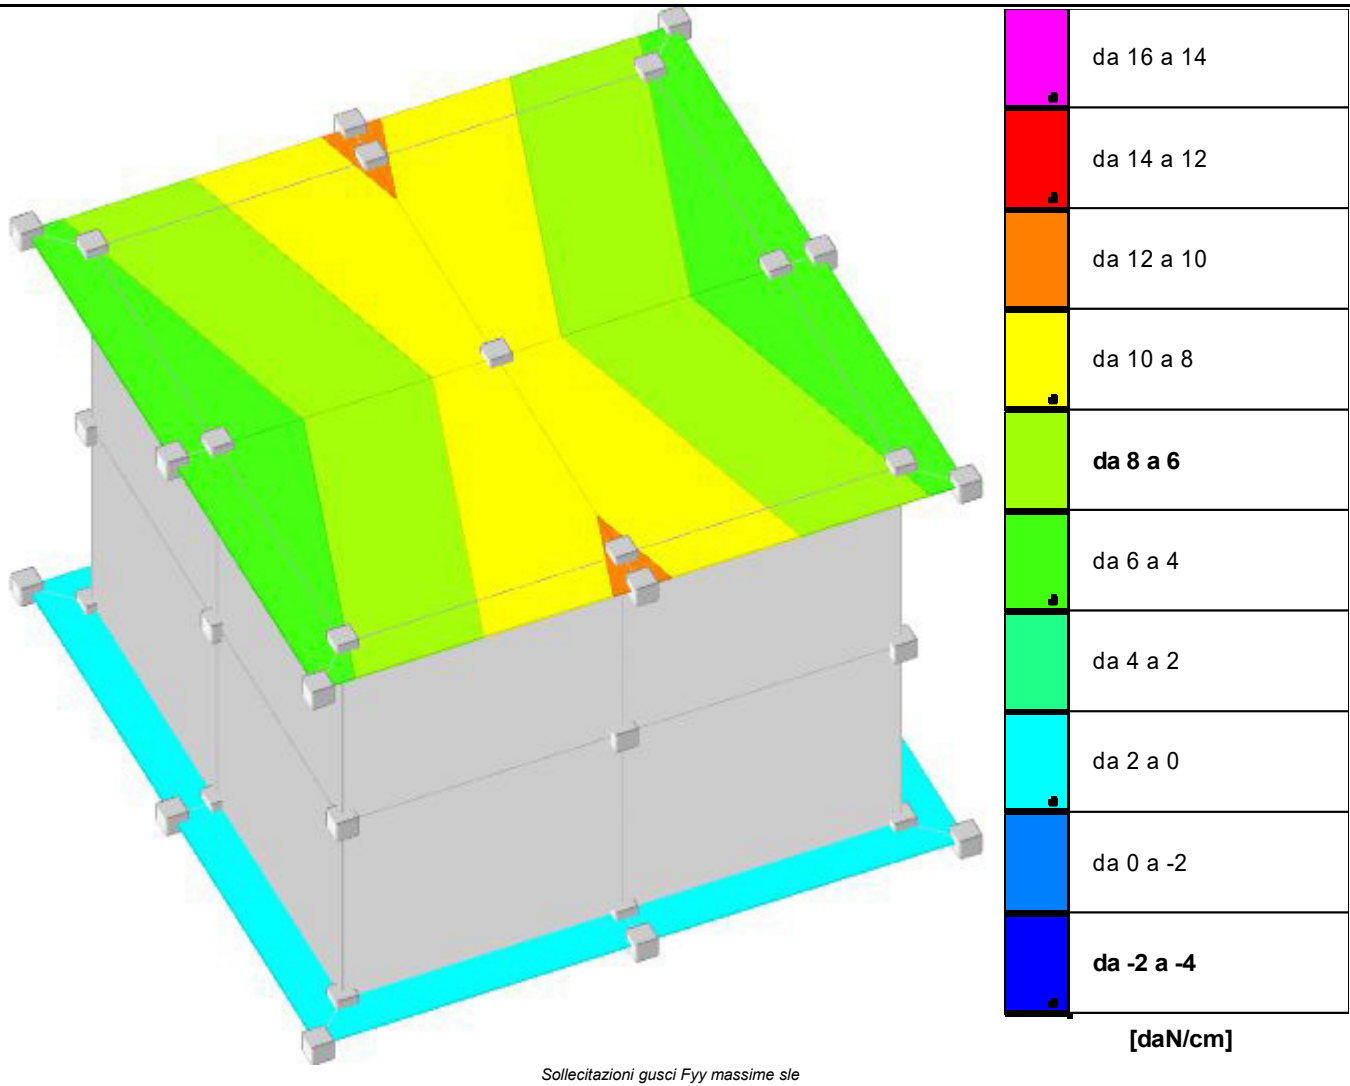 da 16 a 14
da 14 a 12
da 12 a 10
da 10 a 8
da 8 a 6
da 6 a 4
da 4 a 2
da 2 a 0
da 0 a -2
da -2 a -4
[daN/cm]
Sollecitazioni gusci Fyy massime sle